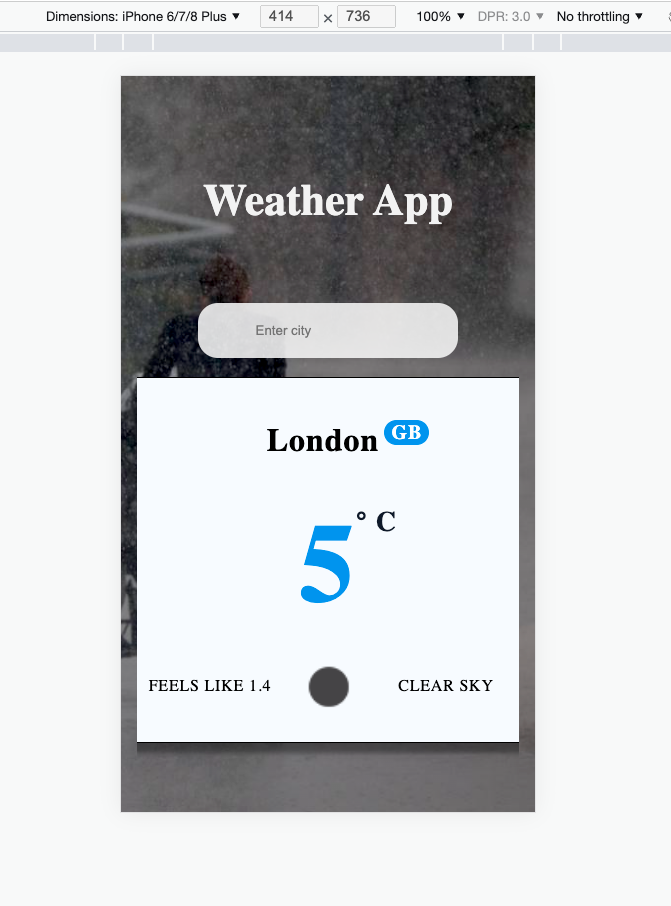 Dimensions: iPhone 6/7/8 Plus ▼ 414 × 736 100% ▼ DPR: 3.0 ▼ No throttling ▼
Weather App
Enter city
London GB
5 ° C
FEELS LIKE 1.4 CLEAR SKY